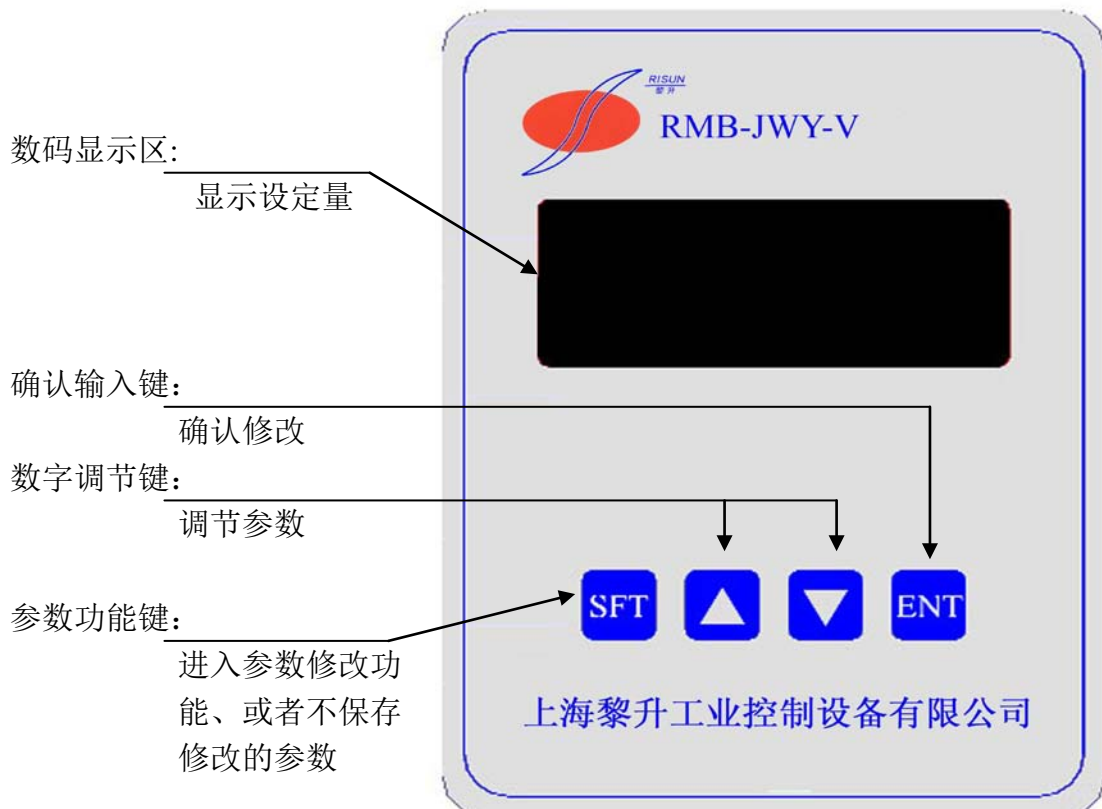 RISUN
黎升
RMB-JWY-V
数码显示区:
显示设定量
确认输入键：
确认修改
数字调节键：
调节参数
SFT
ENT
参数功能键：
进入参数修改功
能、或者不保存
修改的参数
上海黎升工业控制设备有限公司